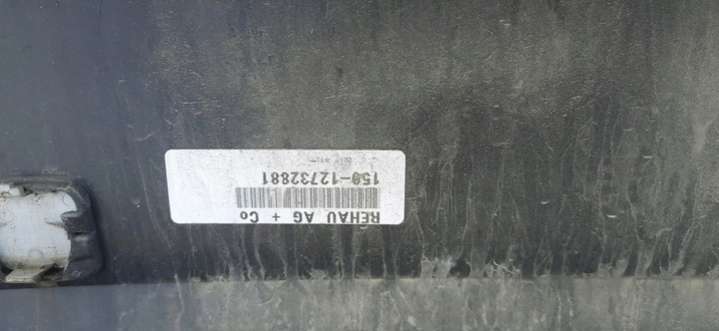 REHAU AG + Co
150-12732881